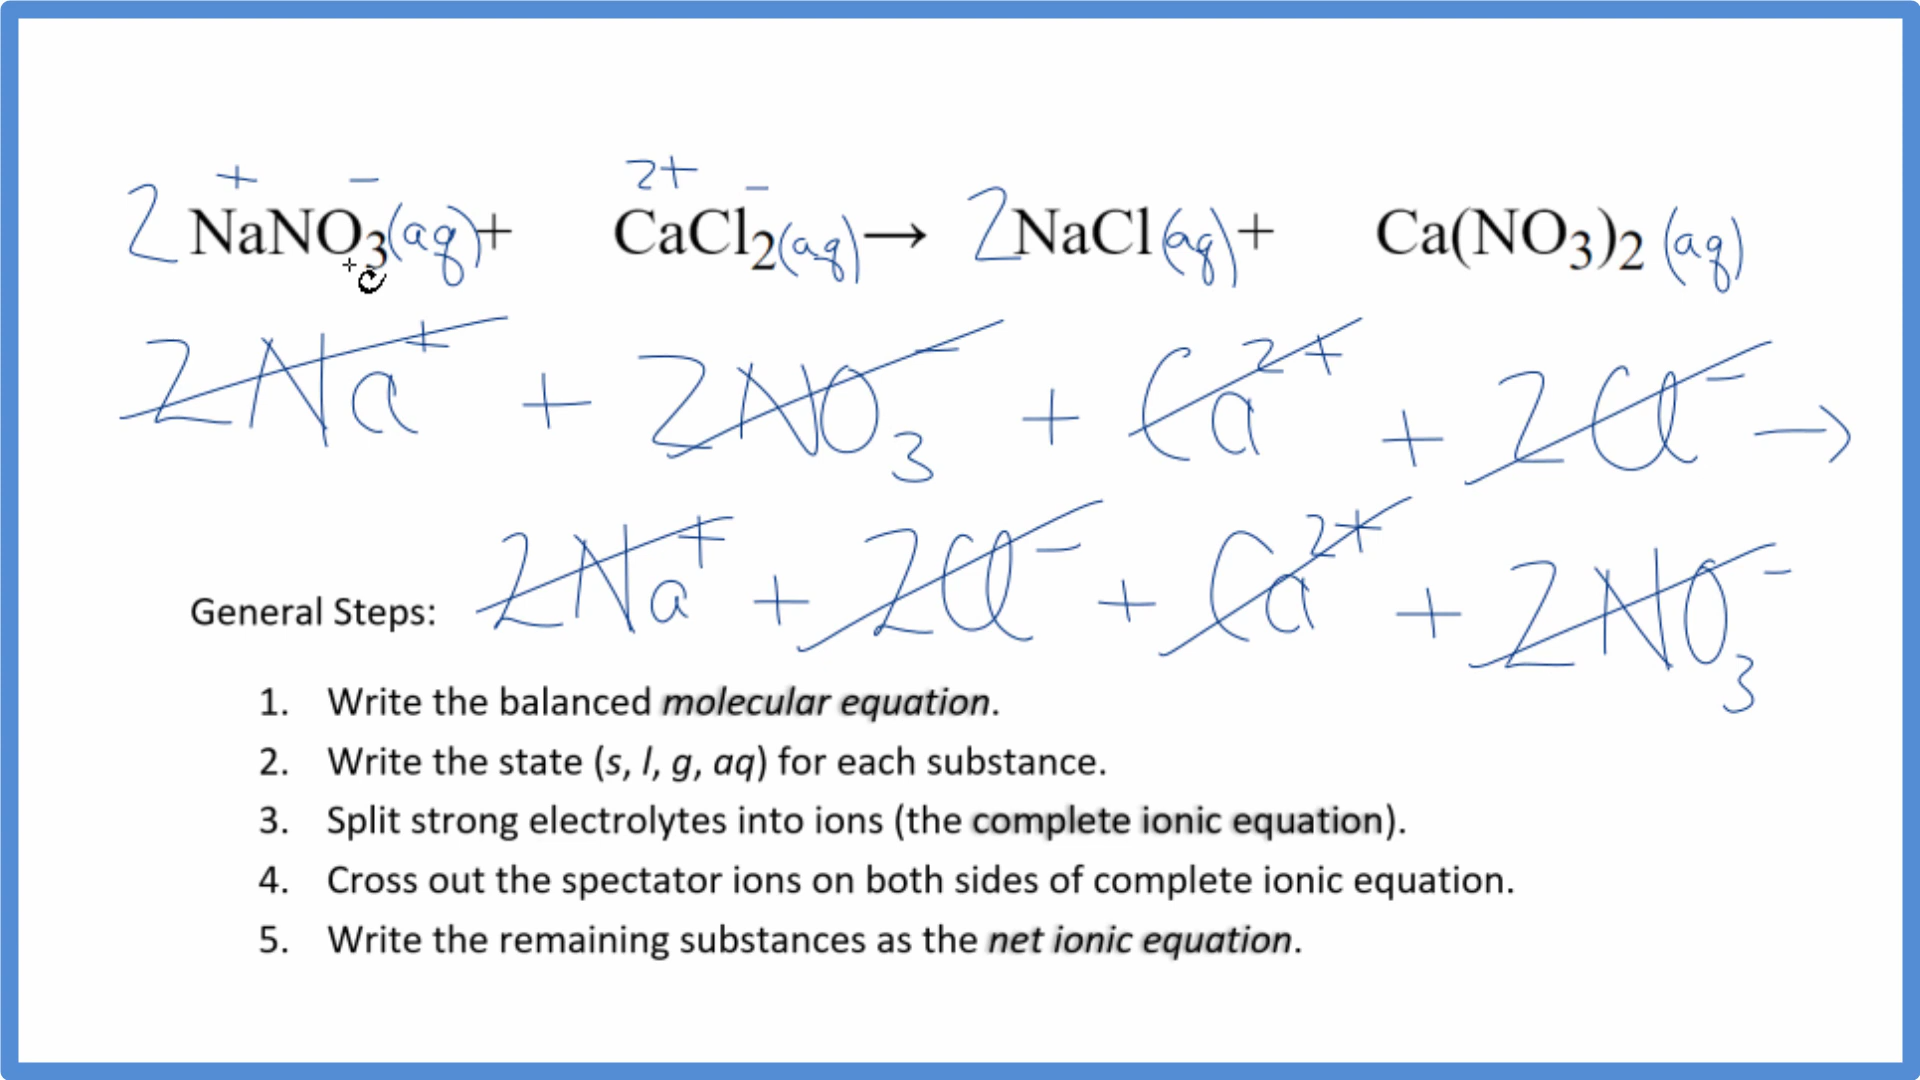 2 NaNO₃(aq) + CaCl₂(aq) → 2NaCl(aq) + Ca(NO₃)₂ (aq)
+ − 2+ −
2Na⁺ + 2NO₃⁻ + Ca²⁺ + 2Cl⁻ →
2Na⁺ + 2Cl⁻ + Ca²⁺ + 2NO₃⁻
General Steps:
1. Write the balanced molecular equation.
2. Write the state (s, l, g, aq) for each substance.
3. Split strong electrolytes into ions (the complete ionic equation).
4. Cross out the spectator ions on both sides of complete ionic equation.
5. Write the remaining substances as the net ionic equation.